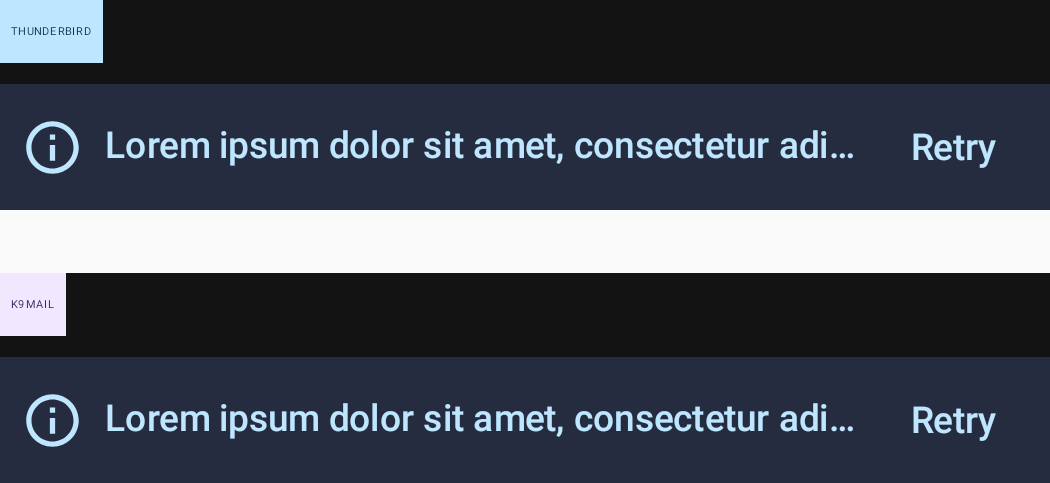 THUNDERBIRD
Lorem ipsum dolor sit amet, consectetur adi... Retry
K9MAIL
Lorem ipsum dolor sit amet, consectetur adi... Retry